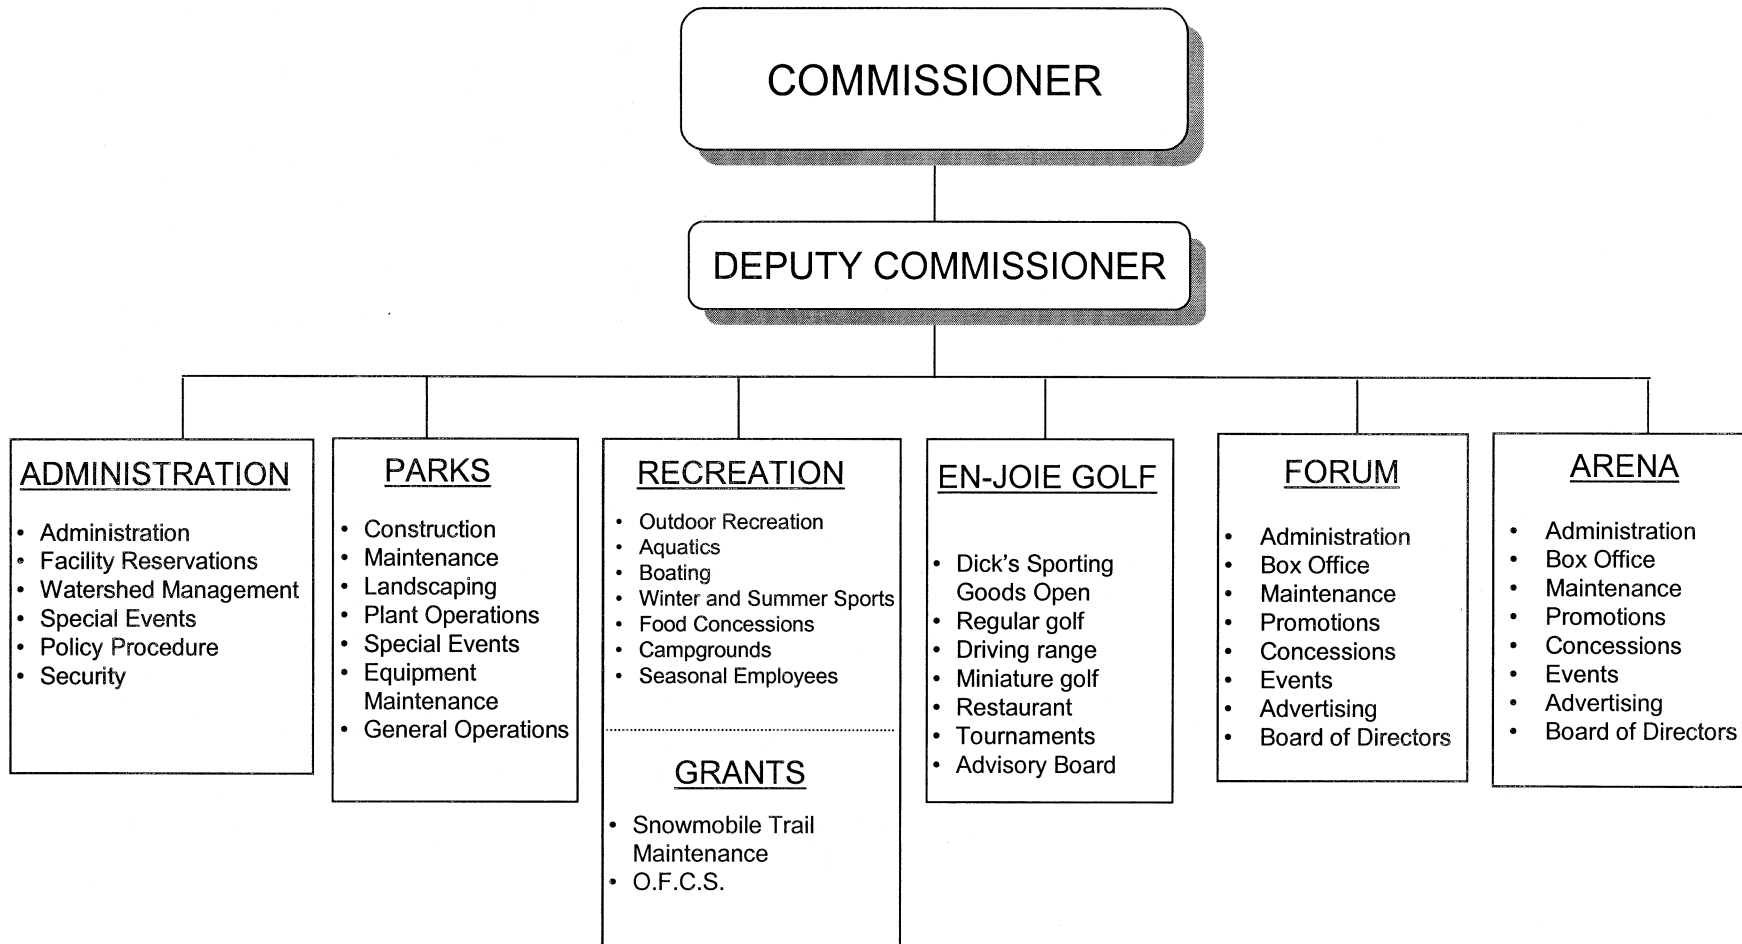 COMMISSIONER
DEPUTY COMMISSIONER
ADMINISTRATION
• Administration
• Facility Reservations
• Watershed Management
• Special Events
• Policy Procedure
• Security
PARKS
• Construction
• Maintenance
• Landscaping
• Plant Operations
• Special Events
• Equipment
Maintenance
• General Operations
RECREATION
• Outdoor Recreation
• Aquatics
• Boating
• Winter and Summer Sports
• Food Concessions
• Campgrounds
• Seasonal Employees
GRANTS
• Snowmobile Trail
Maintenance
• O.F.C.S.
EN-JOIE GOLF
• Dick's Sporting
Goods Open
• Regular golf
• Driving range
• Miniature golf
• Restaurant
• Tournaments
• Advisory Board
FORUM
• Administration
• Box Office
• Maintenance
• Promotions
• Concessions
• Events
• Advertising
• Board of Directors
ARENA
• Administration
• Box Office
• Maintenance
• Promotions
• Concessions
• Events
• Advertising
• Board of Directors